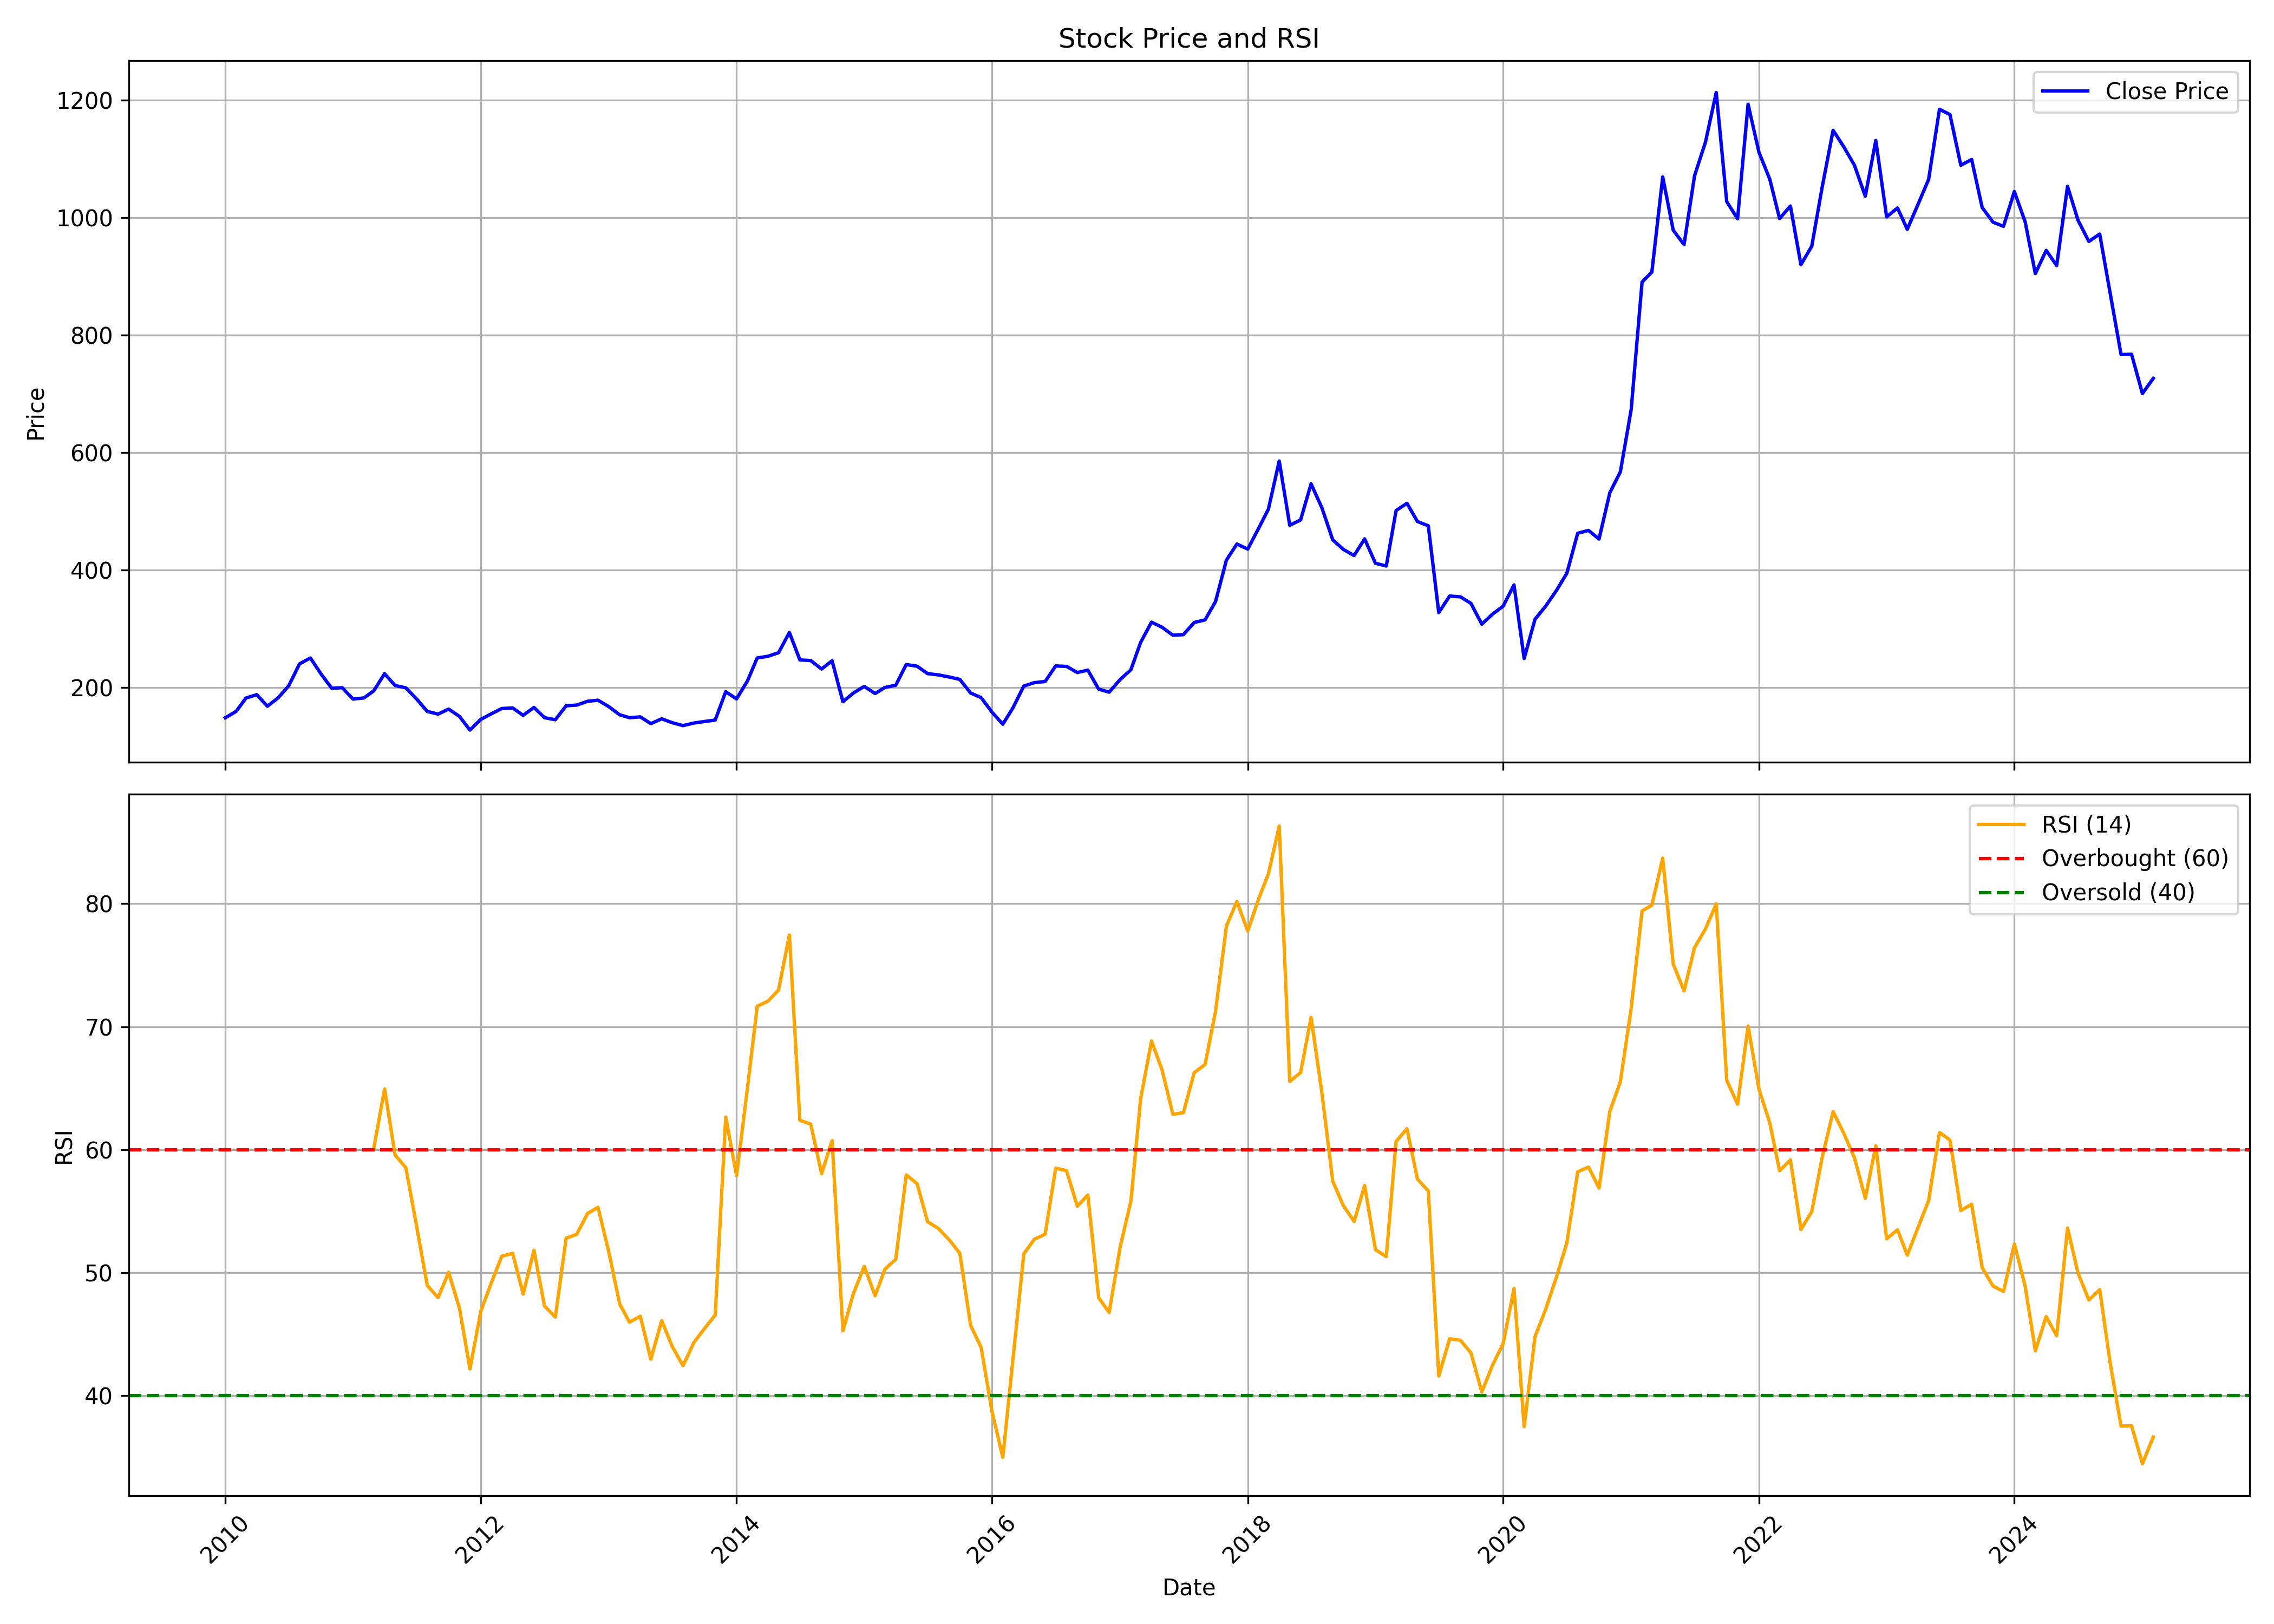 Stock Price and RSI
Close Price
1200
1000
800
600
400
200
Price
RSI (14)
Overbought (60)
Oversold (40)
80
70
60
50
40
RSI
2010
2012
2014
2016
2018
2020
2022
2024
Date